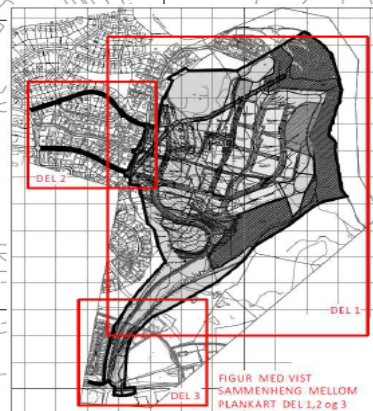 DEL 2
DEL 1
DEL 3
FIGUR MED VIST
SAMMENHENG MELLOM
PLANKART DEL 1,2 og 3